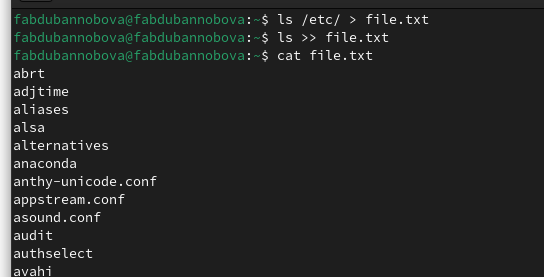 fabdubannobova@fabdubannobova:~$ ls /etc/ > file.txt
fabdubannobova@fabdubannobova:~$ ls >> file.txt
fabdubannobova@fabdubannobova:~$ cat file.txt
abrt
adjtime
aliases
alsa
alternatives
anaconda
anthy-unicode.conf
appstream.conf
asound.conf
audit
authselect
avahi